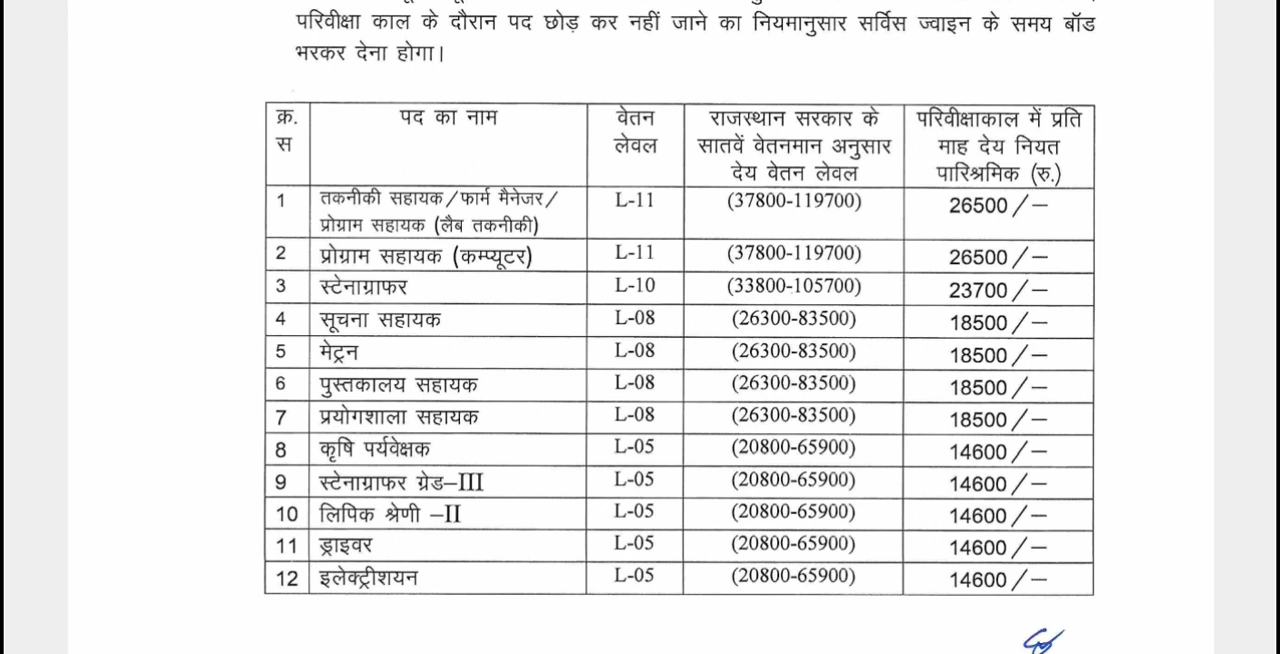 परिवीक्षा काल के दौरान पद छोड़ कर नहीं जाने का नियमानुसार सर्विस ज्वाइन के समय बॉड
भरकर देना होगा।
क्र. स | पद का नाम | वेतन लेवल | राजस्थान सरकार के सातवें वेतनमान अनुसार देय वेतन लेवल | परिवीक्षाकाल में प्रति माह देय नियत पारिश्रमिक (रु.)
1 | तकनीकी सहायक/फार्म मैनेजर/ प्रोग्राम सहायक (लैब तकनीकी) | L-11 | (37800-119700) | 26500/–
2 | प्रोग्राम सहायक (कम्प्यूटर) | L-11 | (37800-119700) | 26500/–
3 | स्टेनाग्राफर | L-10 | (33800-105700) | 23700/–
4 | सूचना सहायक | L-08 | (26300-83500) | 18500/–
5 | मेट्रन | L-08 | (26300-83500) | 18500/–
6 | पुस्तकालय सहायक | L-08 | (26300-83500) | 18500/–
7 | प्रयोगशाला सहायक | L-08 | (26300-83500) | 18500/–
8 | कृषि पर्यवेक्षक | L-05 | (20800-65900) | 14600/–
9 | स्टेनाग्राफर ग्रेड–III | L-05 | (20800-65900) | 14600/–
10 | लिपिक श्रेणी –II | L-05 | (20800-65900) | 14600/–
11 | ड्राइवर | L-05 | (20800-65900) | 14600/–
12 | इलेक्ट्रीशयन | L-05 | (20800-65900) | 14600/–